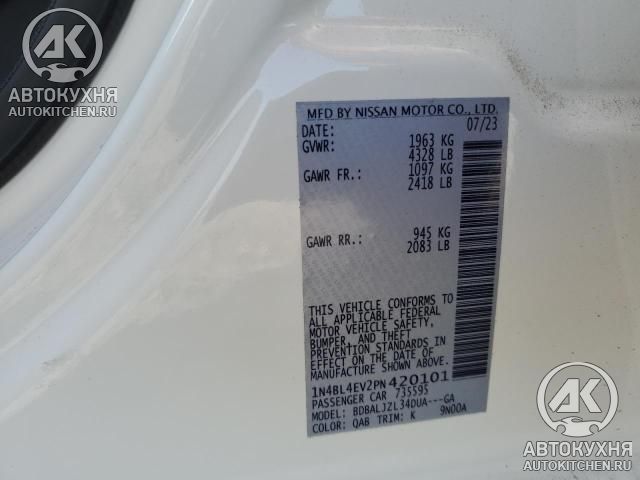 AK
АВТОКУХНЯ
AUTOKITCHEN.RU
MFD BY NISSAN MOTOR CO., LTD.
DATE: 07/23
GVWR: 1963 KG
4328 LB
GAWR FR.: 1097 KG
2418 LB
GAWR RR.: 945 KG
2083 LB
THIS VEHICLE CONFORMS TO
ALL APPLICABLE FEDERAL
MOTOR VEHICLE SAFETY,
BUMPER, AND THEFT
PREVENTION STANDARDS IN
EFFECT ON THE DATE OF
MANUFACTURE SHOWN ABOVE.
1N4BL4EV2PN420101
PASSENGER CAR 735595
MODEL: BDBALJZL34DUA---GA
COLOR: QAB TRIM: K 9N00A
AK
АВТОКУХНЯ
AUTOKITCHEN.RU